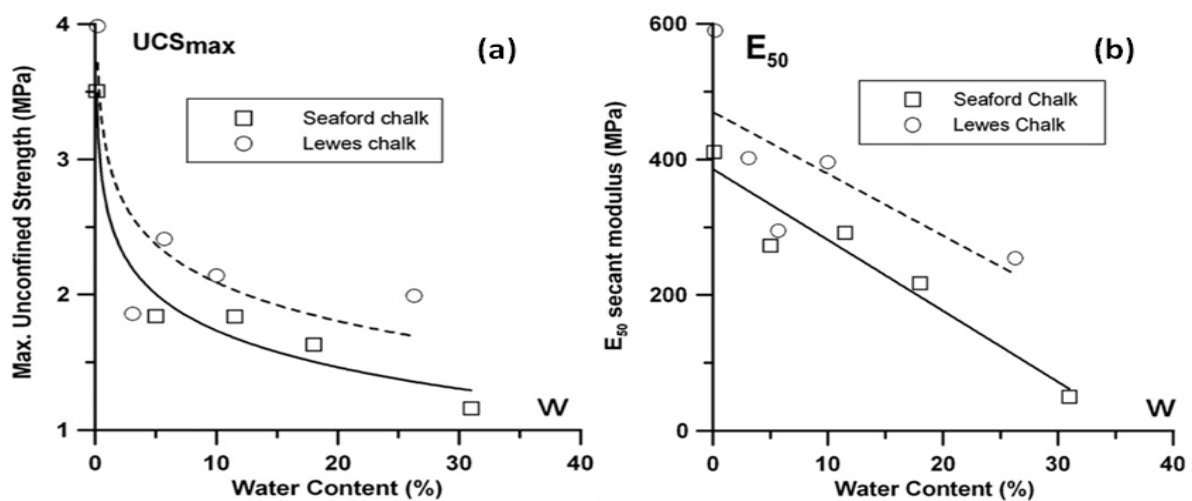 UCSmax
(a)
Seaford chalk
Lewes chalk
Max. Unconfined Strength (MPa)
4
3
2
1
0
10
20
30
40
W
Water Content (%)
E50
(b)
Seaford Chalk
Lewes Chalk
E50 secant modulus (MPa)
600
400
200
0
0
10
20
30
40
W
Water Content (%)